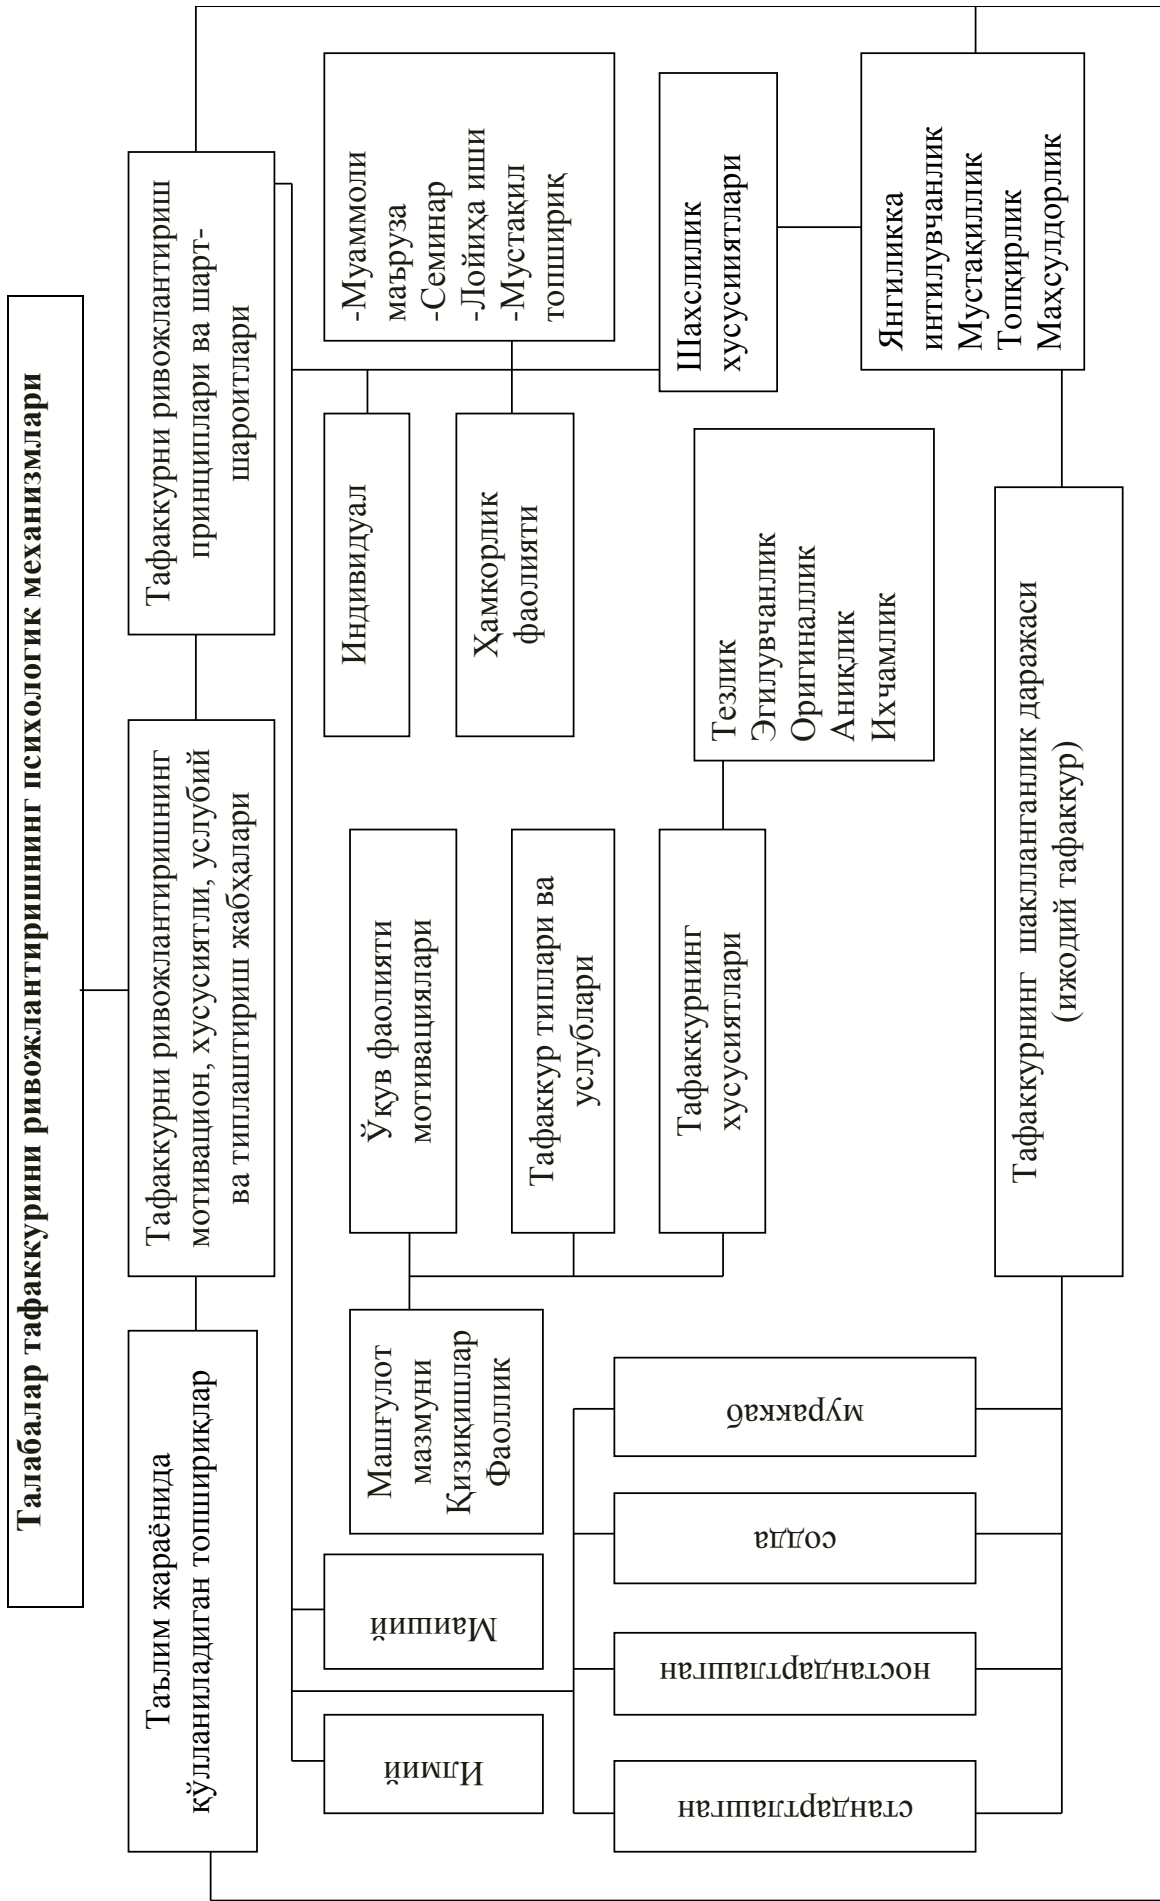 Талабалар тафаккурини ривожлантиришнинг психологик механизмлари
Таълим жараёнида
қўлланиладиган топшириқлар
Тафаккурни ривожлантиришнинг
мотивацион, хусусиятли, услубий
ва типлаштириш жабҳалари
Тафаккурни ривожлантириш
принциплари ва шарт-
шароитлари
Илмий
Маиший
Машғулот
мазмуни
Қизиқишлар
Фаоллик
Ўқув фаолияти
мотивациялари
Тафаккур типлари ва
услублари
Тафаккурнинг
хусусиятлари
Индивидуал
Ҳамкорлик
фаолияти
-Муаммоли
маъруза
-Семинар
-Лойиҳа иши
-Мустақил
топшириқ
Шахслилик
хусусииятлари
Тезлик
Эгилувчанлик
Оригиналлик
Аниқлик
Ихчамлик
Янгиликка
интилувчанлик
Мустақиллик
Топқирлик
Маҳсулдорлик
стандартлашган
ностандартлашган
содда
мураккаб
Тафаккурнинг шаклланганлик даражаси
(ижодий тафаккур)